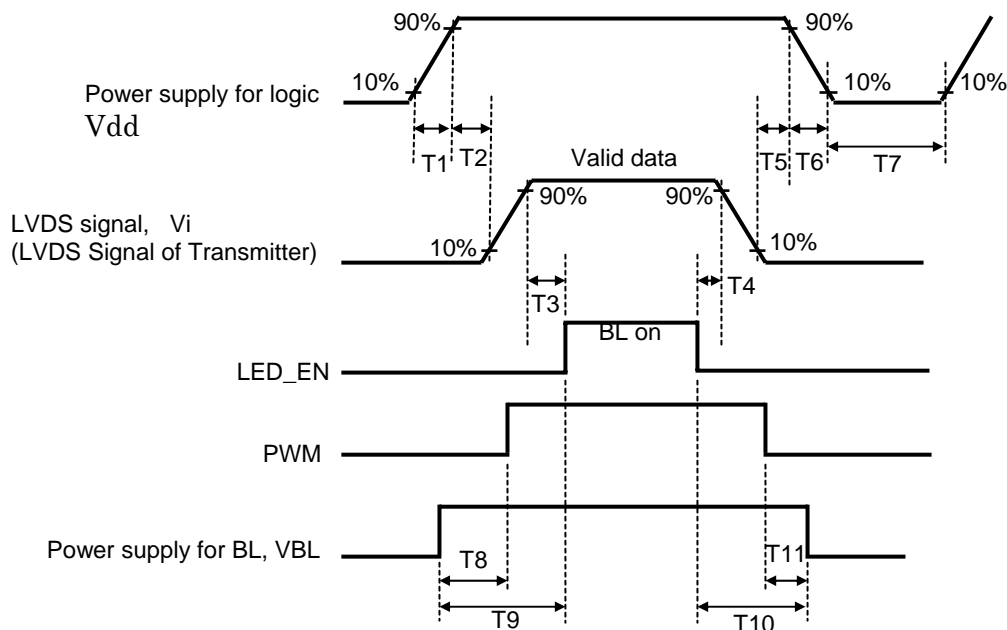 90%
90%
10%
10%
10%
Power supply for logic
Vdd
T1
T2
T5
T6
T7
Valid data
90%
90%
LVDS signal, Vi
(LVDS Signal of Transmitter)
10%
10%
T3
T4
BL on
LED_EN
PWM
Power supply for BL, VBL
T8
T11
T9
T10